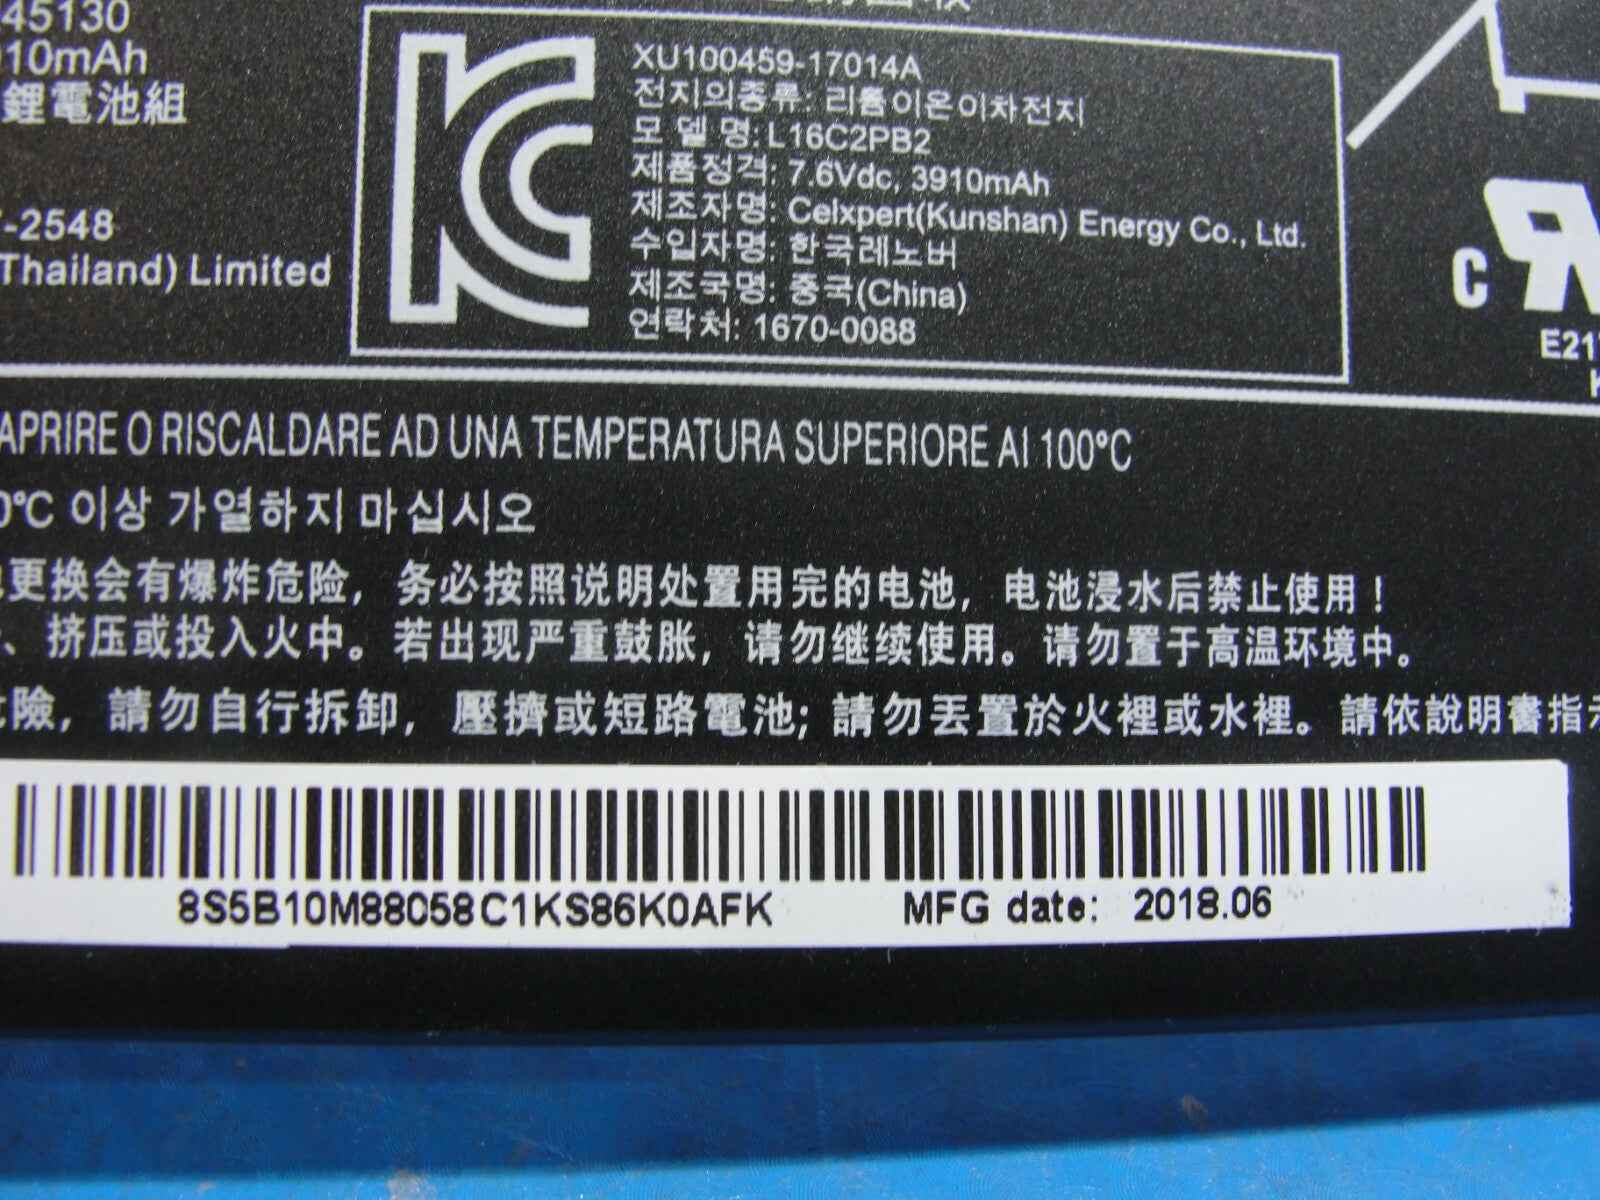 45130
910mAh
鋰電池組
-2548
Thailand) Limited
XU100459-17014A
전지의종류: 리튬이온이차전지
모 델 명: L16C2PB2
제품정격: 7.6Vdc, 3910mAh
제조자명: Celxpert(Kunshan) Energy Co., Ltd.
수입자명: 한국레노버
제조국명: 중국(China)
연락처: 1670-0088
C
E21
APRIRE O RISCALDARE AD UNA TEMPERATURA SUPERIORE AI 100°C
0℃ 이상 가열하지 마십시오
更换会有爆炸危险，务必按照说明处置用完的电池，电池浸水后禁止使用！
、挤压或投入火中。若出现严重鼓胀，请勿继续使用。请勿置于高温环境中。
危險，請勿自行拆卸，壓擠或短路電池；請勿丟置於火裡或水裡。請依說明書指示
8S5B10M88058C1KS86K0AFK MFG date: 2018.06